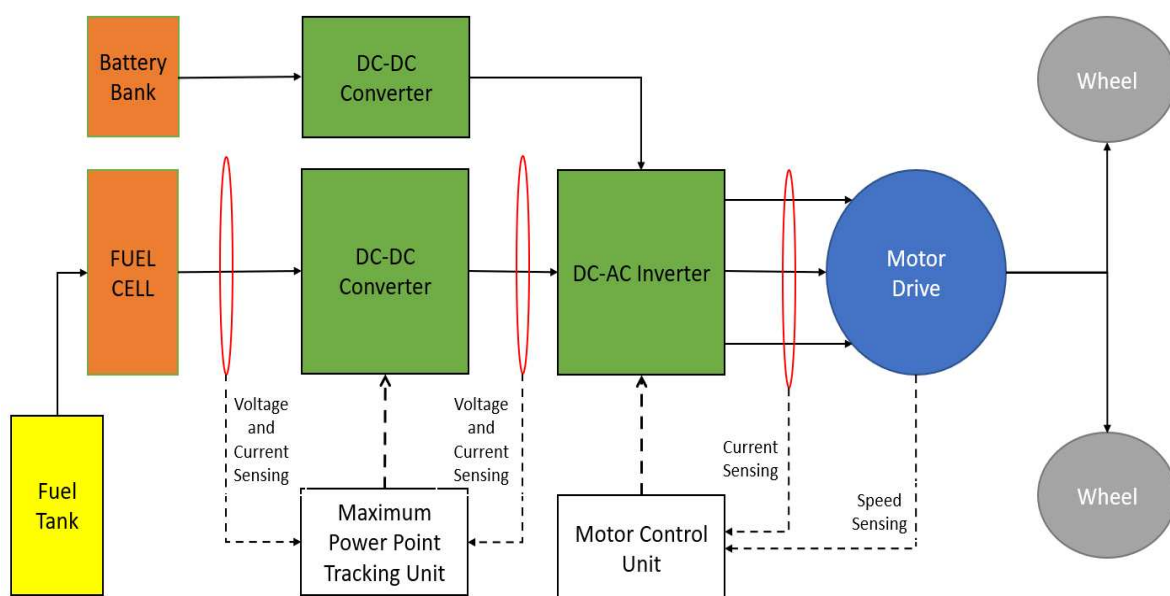 Battery
Bank
DC-DC
Converter
Wheel
FUEL
CELL
DC-DC
Converter
DC-AC Inverter
Motor
Drive
Voltage
and
Current
Sensing
Voltage
and
Current
Sensing
Current
Sensing
Speed
Sensing
Fuel
Tank
Maximum
Power Point
Tracking Unit
Motor Control
Unit
Wheel